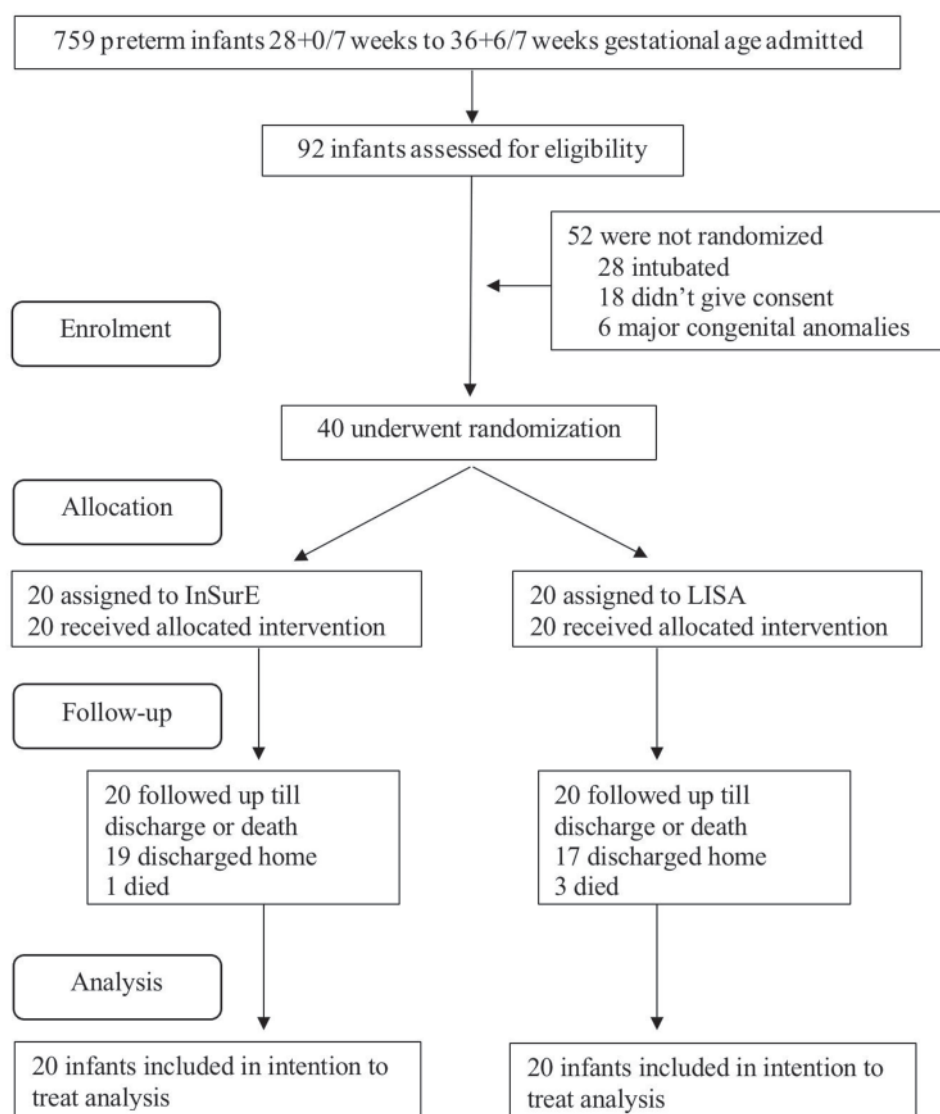 759 preterm infants 28+0/7 weeks to 36+6/7 weeks gestational age admitted
92 infants assessed for eligibility
52 were not randomized
28 intubated
18 didn't give consent
6 major congenital anomalies
Enrolment
40 underwent randomization
Allocation
20 assigned to InSurE
20 received allocated intervention
20 assigned to LISA
20 received allocated intervention
Follow-up
20 followed up till
discharge or death
19 discharged home
1 died
20 followed up till
discharge or death
17 discharged home
3 died
Analysis
20 infants included in intention to
treat analysis
20 infants included in intention to
treat analysis